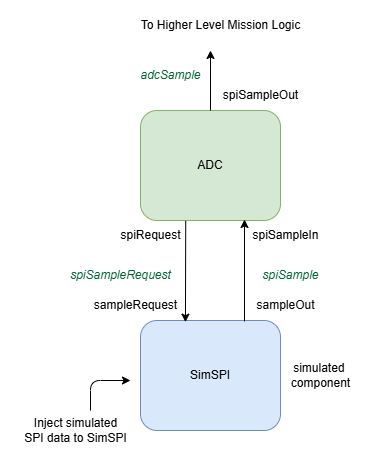 To Higher Level Mission Logic
adcSample
spiSampleOut
ADC
spiRequest
spiSampleIn
spiSampleRequest
spiSample
sampleRequest
sampleOut
SimSPI
simulated
component
Inject simulated
SPI data to SimSPI